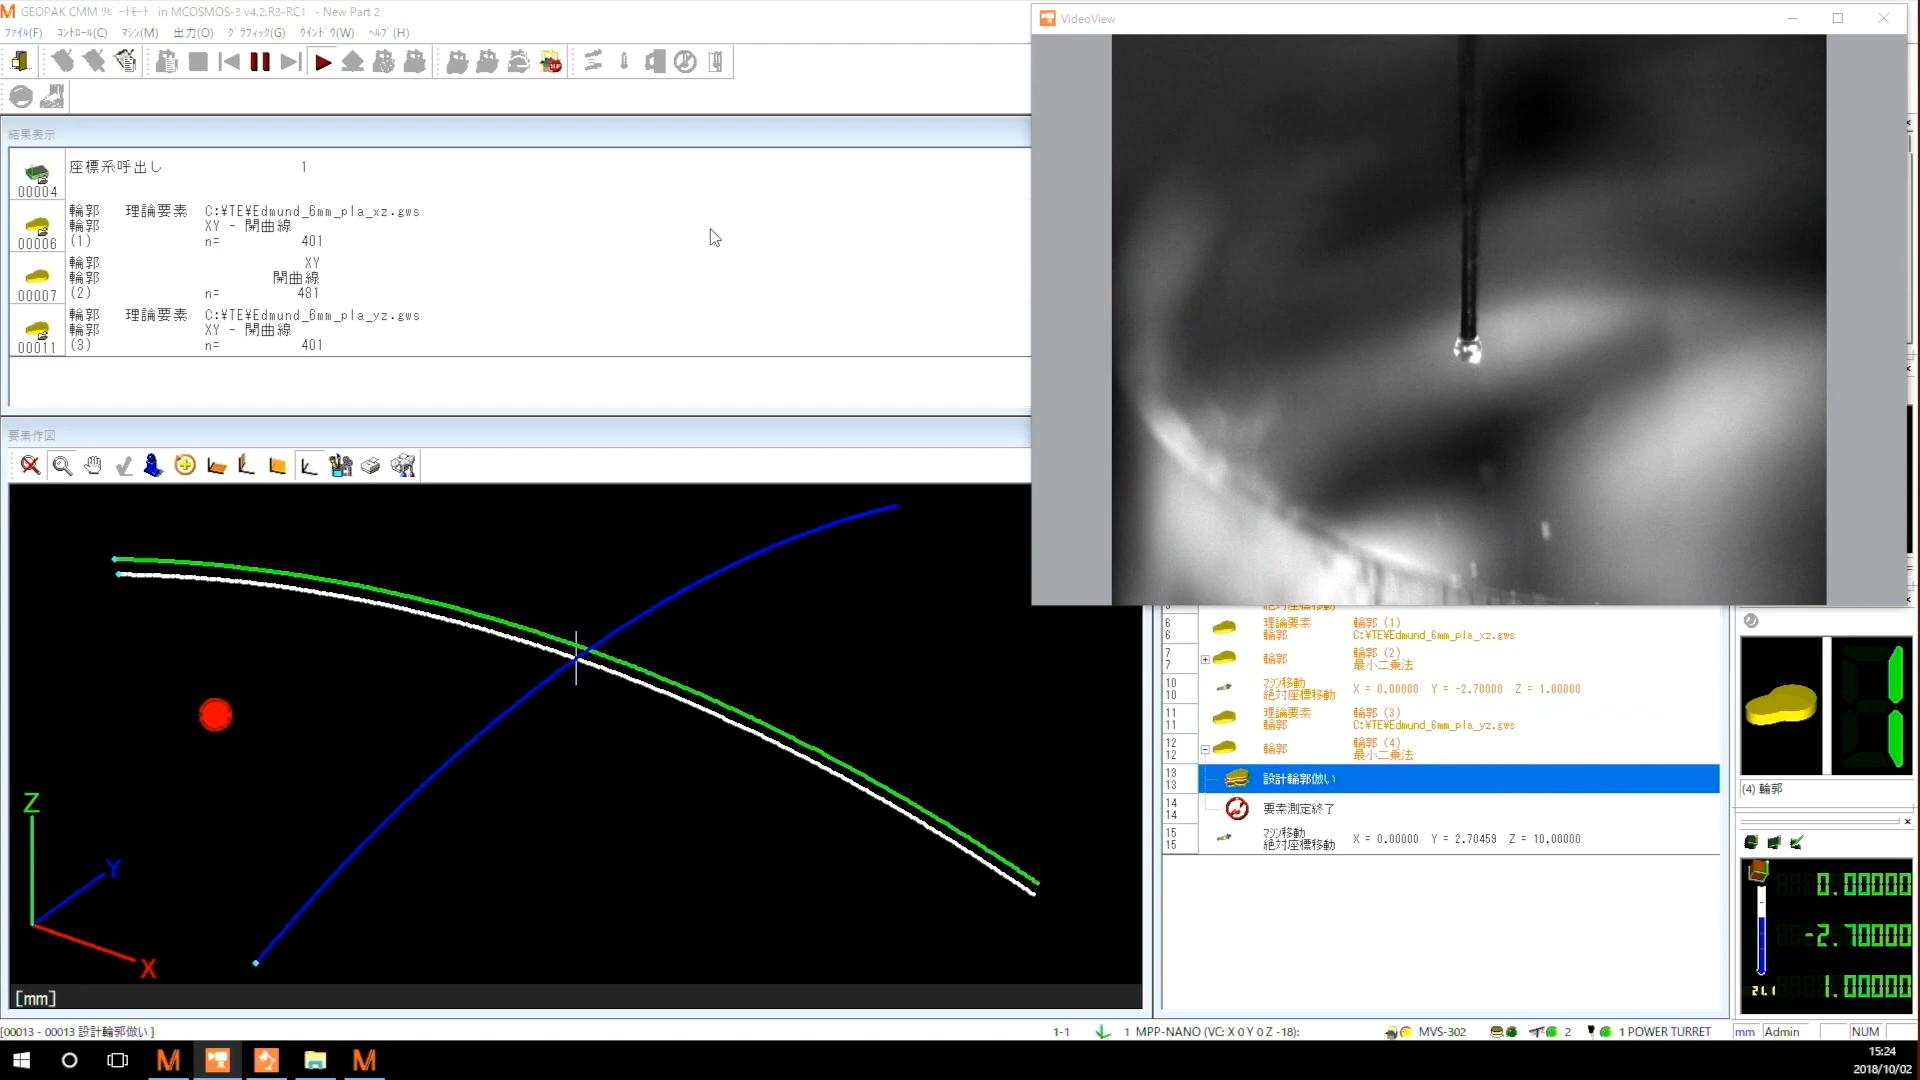 GEOPAK CMM ﾘﾋﾟｰﾄﾓｰﾄﾞ in MCOSMOS-3 v4.2.R3-RC1 - New Part 2
ﾌｧｲﾙ(F) ｺﾝﾄﾛｰﾙ(C) ﾏｼﾝ(M) 出力(O) ｸﾞﾗﾌｨｯｸ(G) ｳｲﾝﾄﾞｳ(W) ﾍﾙﾌﾟ(H)
VideoView
結果表示
座標系呼出し 1
00004
輪郭 理論要素 C:¥TE¥Edmund_6mm_pla_xz.gws
輪郭 XY - 開曲線
00006 (1) n= 401
輪郭 XY
輪郭 開曲線
00007 (2) n= 481
輪郭 理論要素 C:¥TE¥Edmund_6mm_pla_yz.gws
輪郭 XY - 開曲線
00011 (3) n= 401
要素作図
Z
Y
X
[mm]
6 理論要素 輪郭 (1)
6 輪郭 C:¥TE¥Edmund_6mm_pla_xz.gws
7 輪郭 輪郭 (2)
7 最小二乗法
10 ﾏｼﾝ移動
10 絶対座標移動 X = 0.00000 Y = -2.70000 Z = 1.00000
11 理論要素 輪郭 (3)
11 輪郭 C:¥TE¥Edmund_6mm_pla_yz.gws
12 輪郭 輪郭 (4)
12 最小二乗法
13 設計輪郭倣い
13
14 要素測定終了
14
15 ﾏｼﾝ移動
15 絶対座標移動 X = 0.00000 Y = 2.70459 Z = 10.00000
(4) 輪郭
0.00000
-2.70000
1.00000
21.1
[00013 - 00013 設計輪郭倣い ]
1-1 1 MPP-NANO (VC: X 0 Y 0 Z -18): MVS-302 2 1 POWER TURRET mm Admin NUM
15:24
2018/10/02